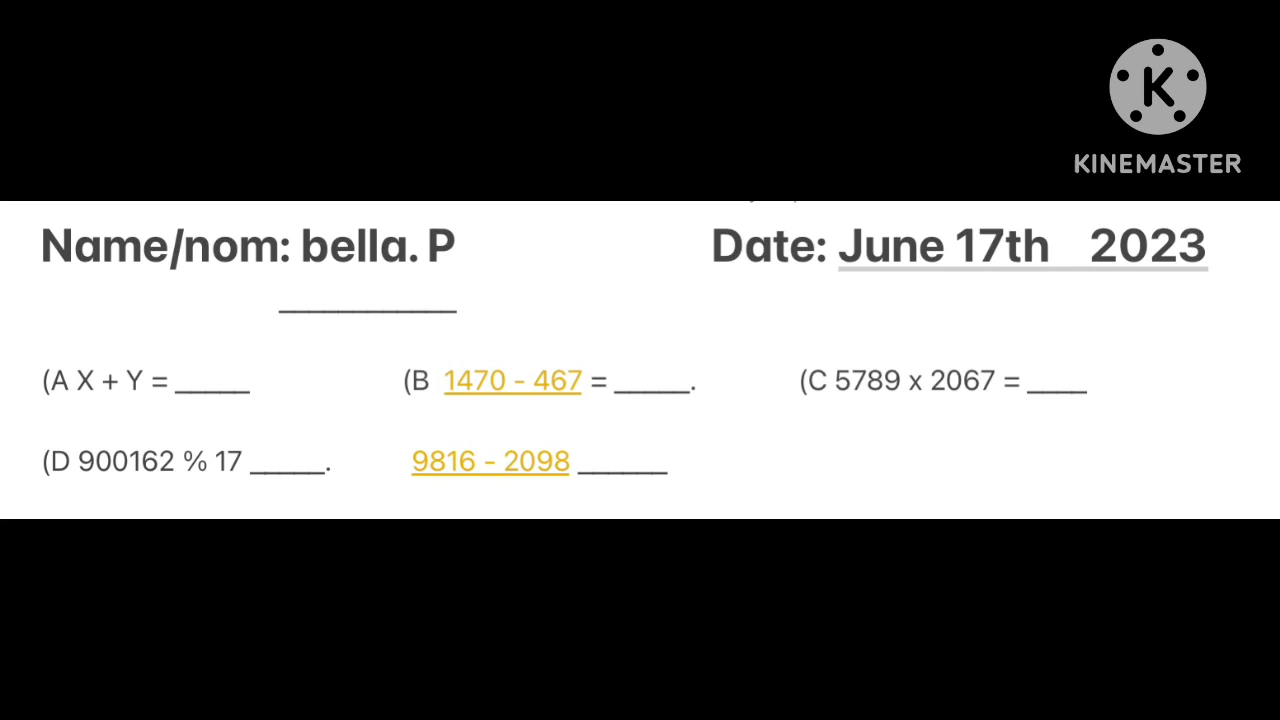 KINEMASTER
Name/nom: bella. P Date: June 17th 2023
____________
(A X + Y = _____ (B 1470 - 467 = _____. (C 5789 x 2067 = ____
(D 900162 % 17 _____. 9816 - 2098 ______